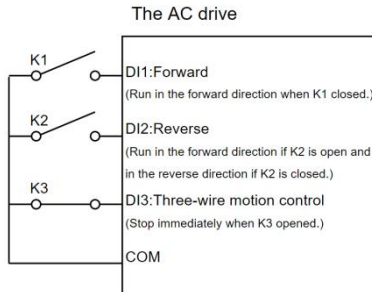 The AC drive
K1
DI1:Forward
(Run in the forward direction when K1 closed.)
K2
DI2:Reverse
(Run in the forward direction if K2 is open and
in the reverse direction if K2 is closed.)
K3
DI3:Three-wire motion control
(Stop immediately when K3 opened.)
COM